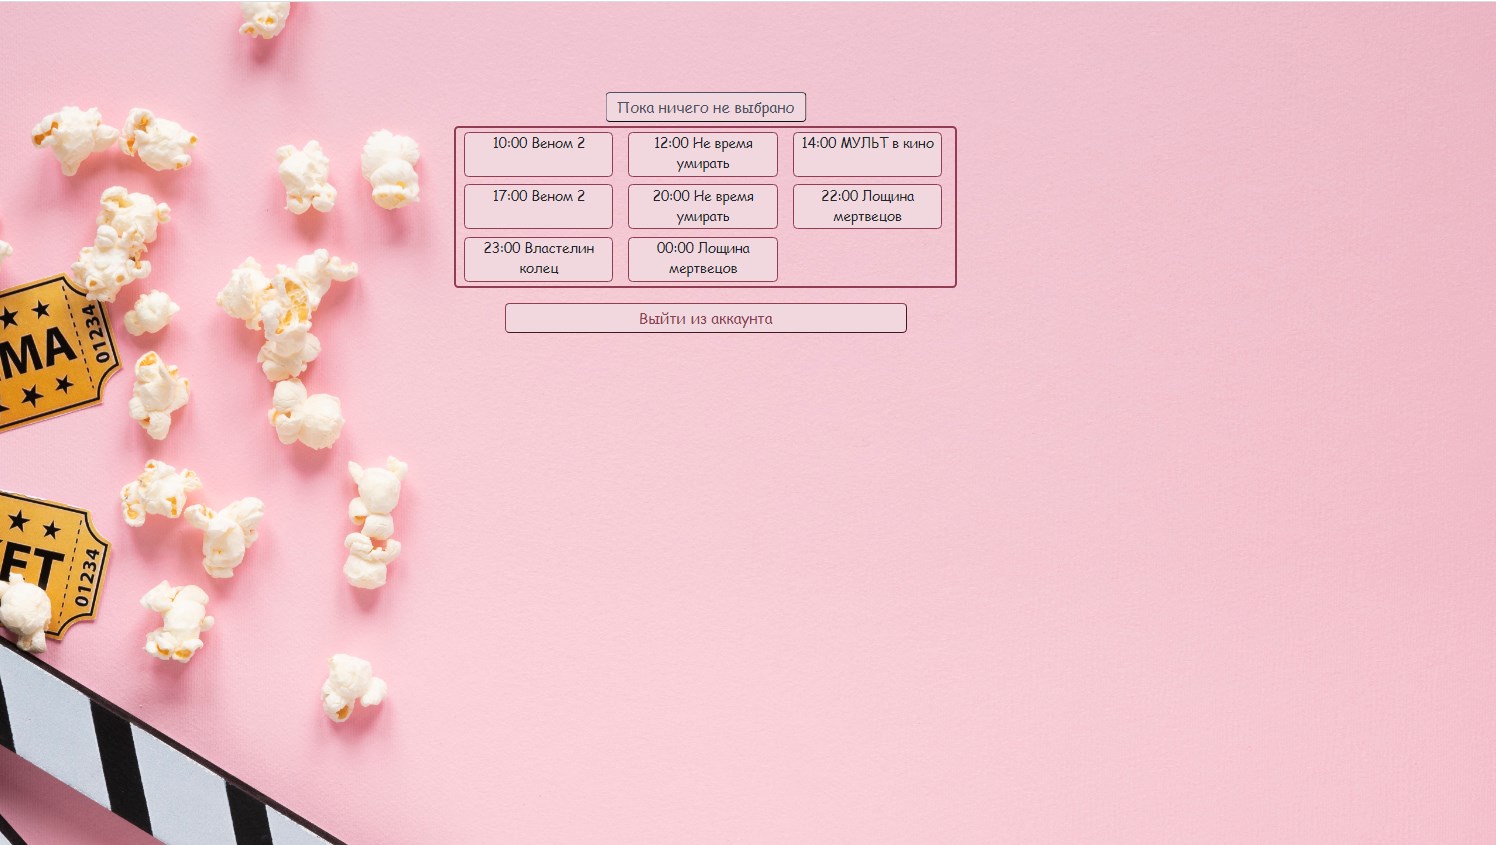 Пока ничего не выбрано
10:00 Веном 2
12:00 Не время
умирать
14:00 МУЛЬТ в кино
17:00 Веном 2
20:00 Не время
умирать
22:00 Лощина
мертвецов
23:00 Властелин
колец
00:00 Лощина
мертвецов
Выйти из аккаунта
MA
01234
ET
01234